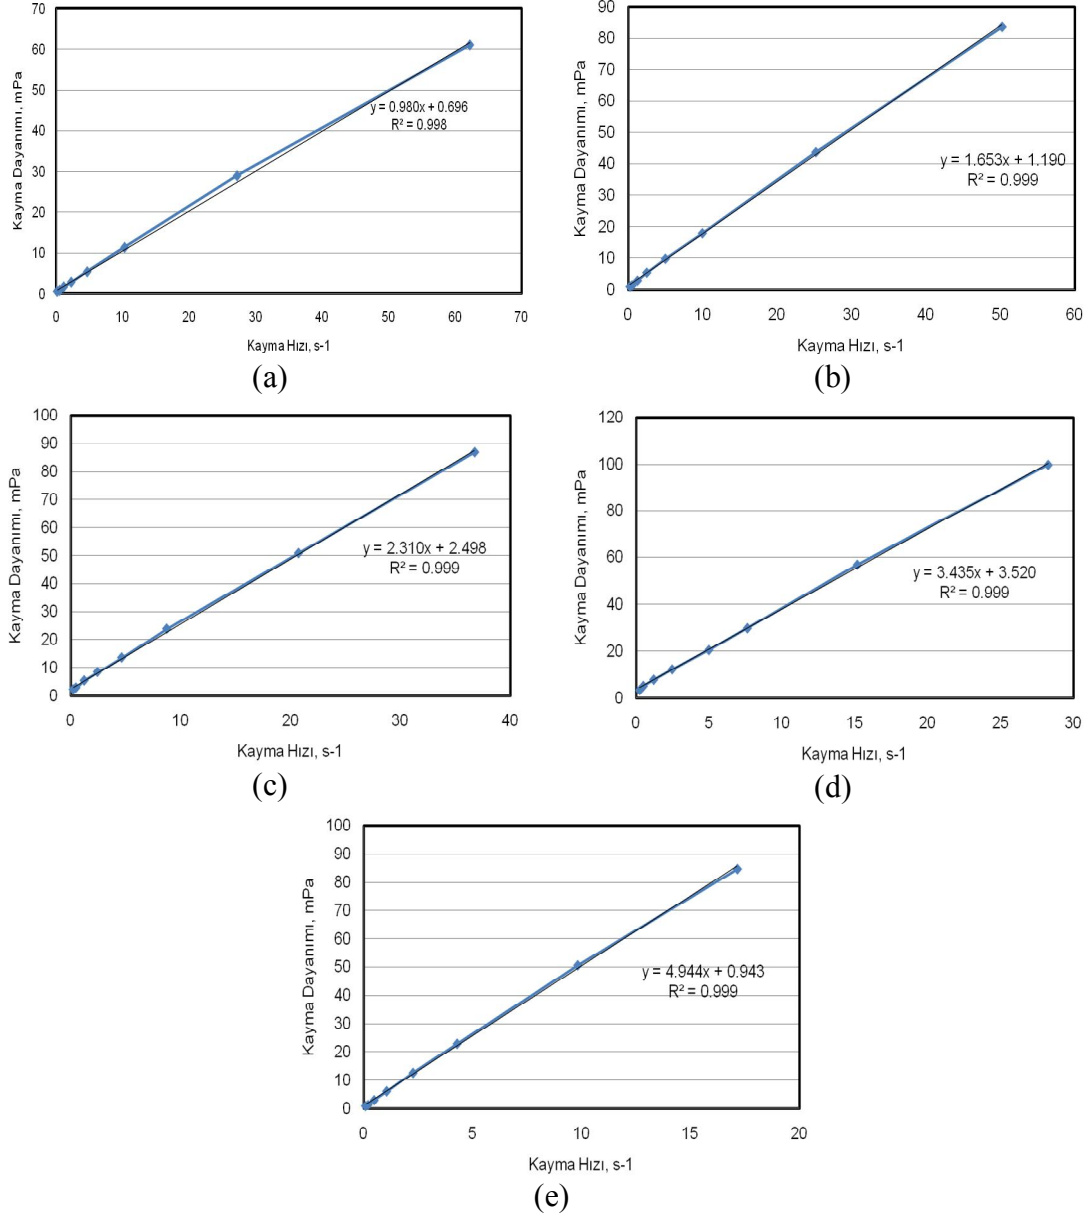 70
60
50
40
30
20
10
0
Kayma Dayanımı, mPa
y = 0.980x + 0.696
R² = 0.998
0 10 20 30 40 50 60 70
Kayma Hızı, s-1
(a)
90
80
70
60
50
40
30
20
10
0
Kayma Dayanımı, mPa
y = 1.653x + 1.190
R² = 0.999
0 10 20 30 40 50 60
Kayma Hızı, s-1
(b)
100
90
80
70
60
50
40
30
20
10
0
Kayma Dayanımı, mPa
y = 2.310x + 2.498
R² = 0.999
0 10 20 30 40
Kayma Hızı, s-1
(c)
120
100
80
60
40
20
0
Kayma Dayanımı, mPa
y = 3.435x + 3.520
R² = 0.999
0 5 10 15 20 25 30
Kayma Hızı, s-1
(d)
100
90
80
70
60
50
40
30
20
10
0
Kayma Dayanımı, mPa
y = 4.944x + 0.943
R² = 0.999
0 5 10 15 20
Kayma Hızı, s-1
(e)